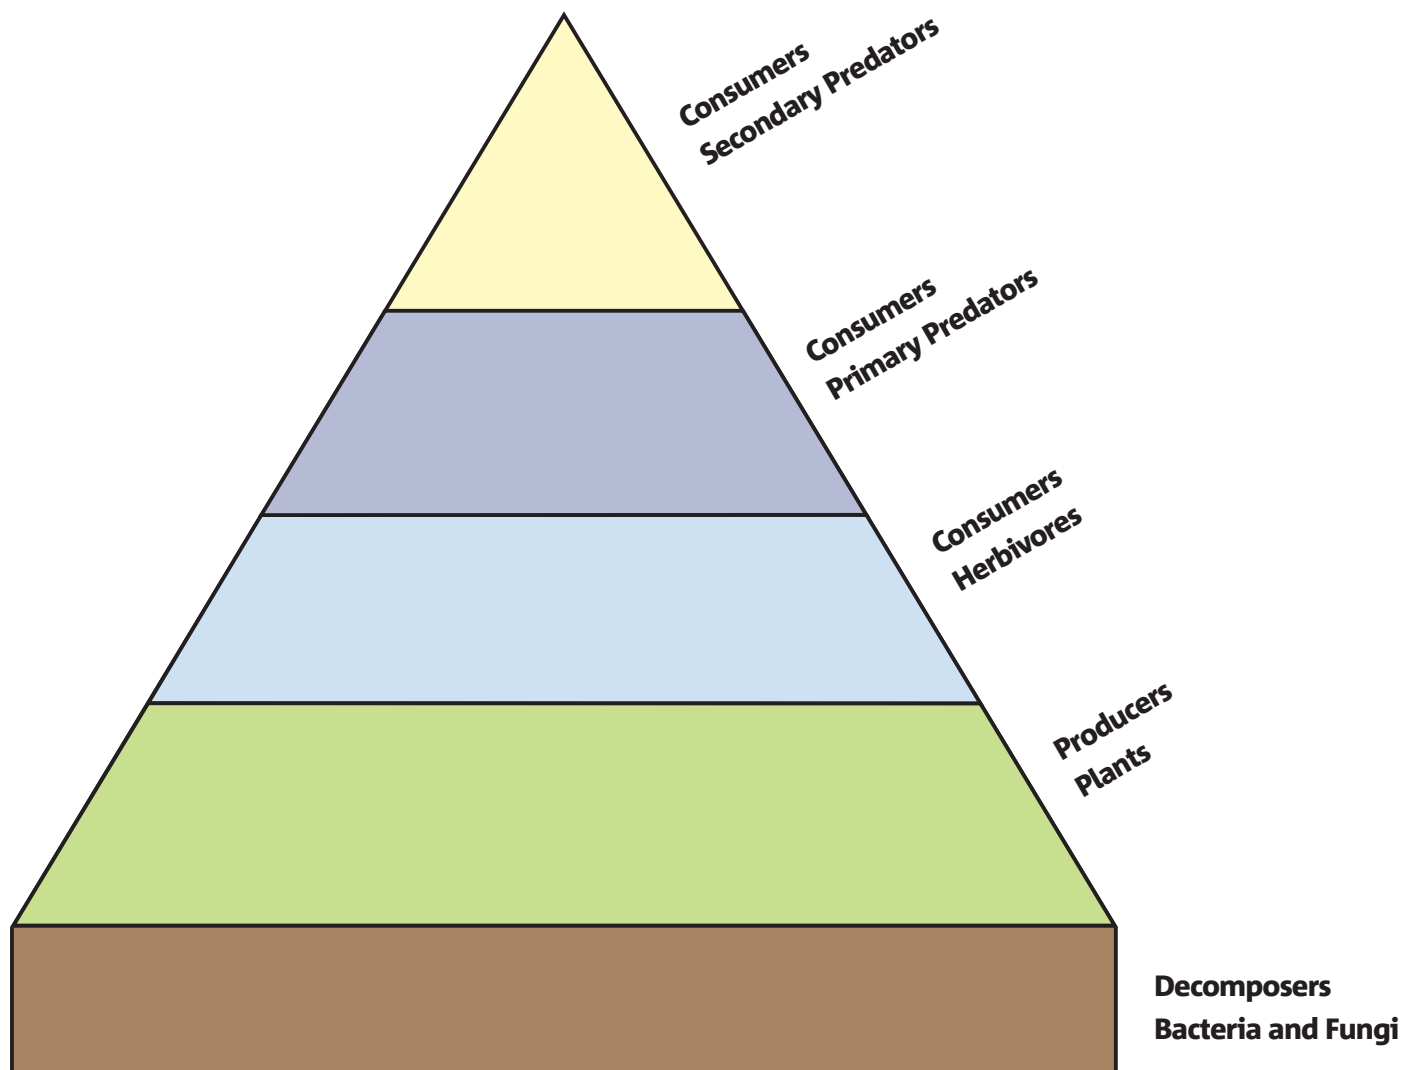 Consumers
Secondary Predators
Consumers
Primary Predators
Consumers
Herbivores
Producers
Plants
Decomposers
Bacteria and Fungi